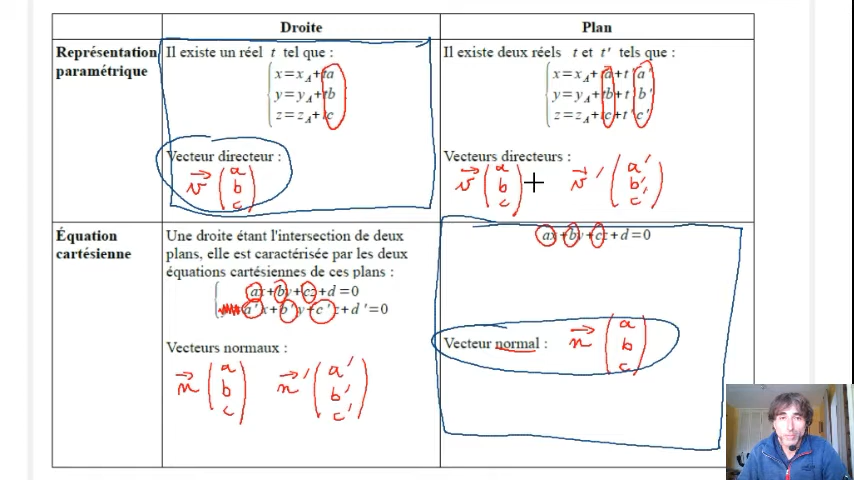 Droite
Plan
Représentation
paramétrique
Il existe un réel t tel que :
x=x_A+ta
y=y_A+tb
z=z_A+tc
Vecteur directeur :
v (a
b
c)
Il existe deux réels t et t' tels que :
x=x_A+ta+t'a'
y=y_A+tb+t'b'
z=z_A+tc+t'c'
Vecteurs directeurs :
v (a
b
c)
v' (a'
b'
c')
Équation
cartésienne
Une droite étant l'intersection de deux
plans, elle est caractérisée par les deux
équations cartésiennes de ces plans :
ax+by+cz+d=0
a'x+b'y+c'z+d'=0
Vecteurs normaux :
n (a
b
c)
n' (a'
b'
c')
ax+by+cz+d=0
Vecteur normal :
n (a
b
c)